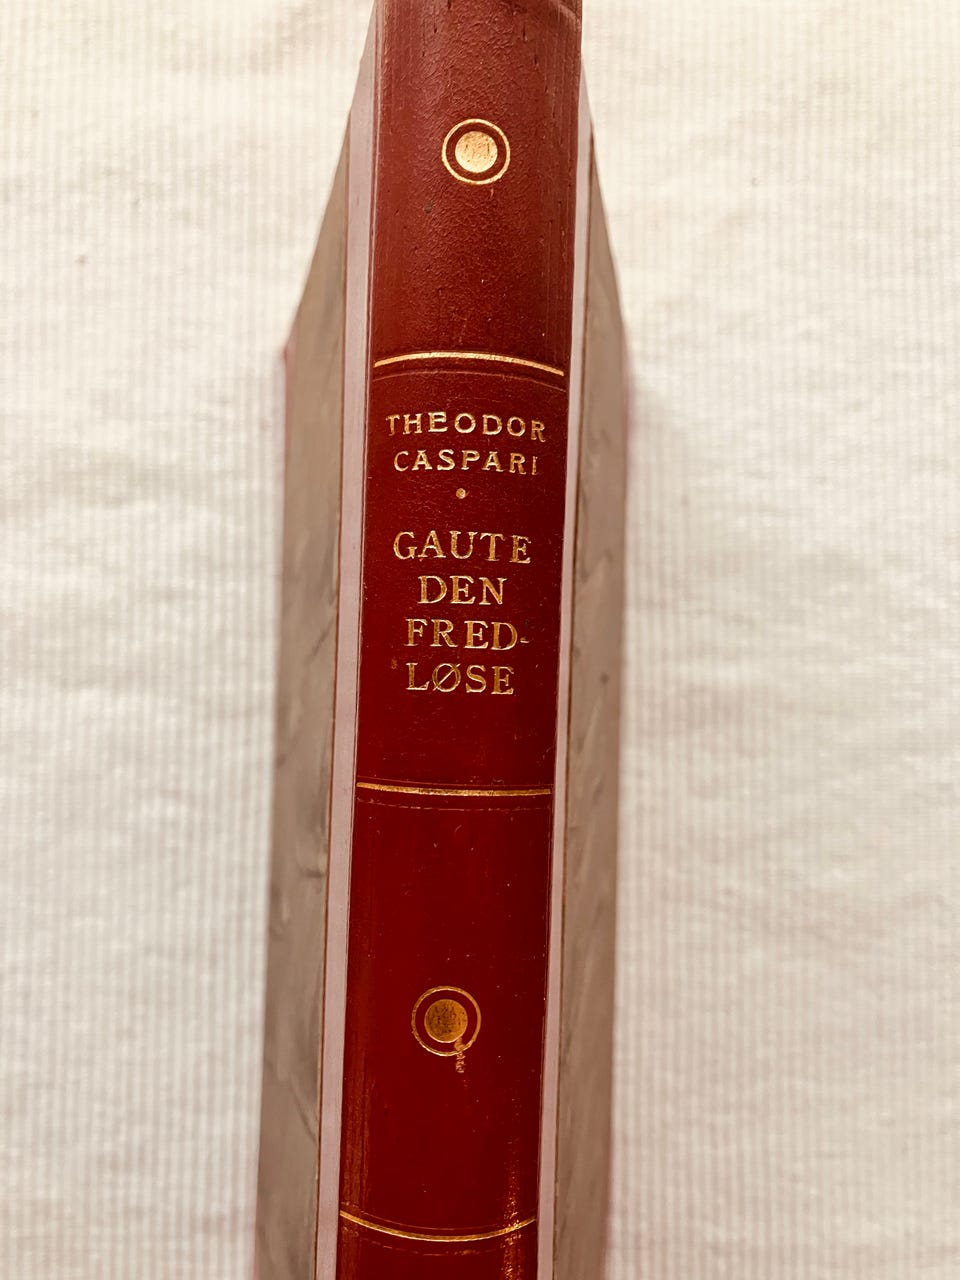 THEODOR
CASPARI
GAUTE
DEN
FRED-
LØSE